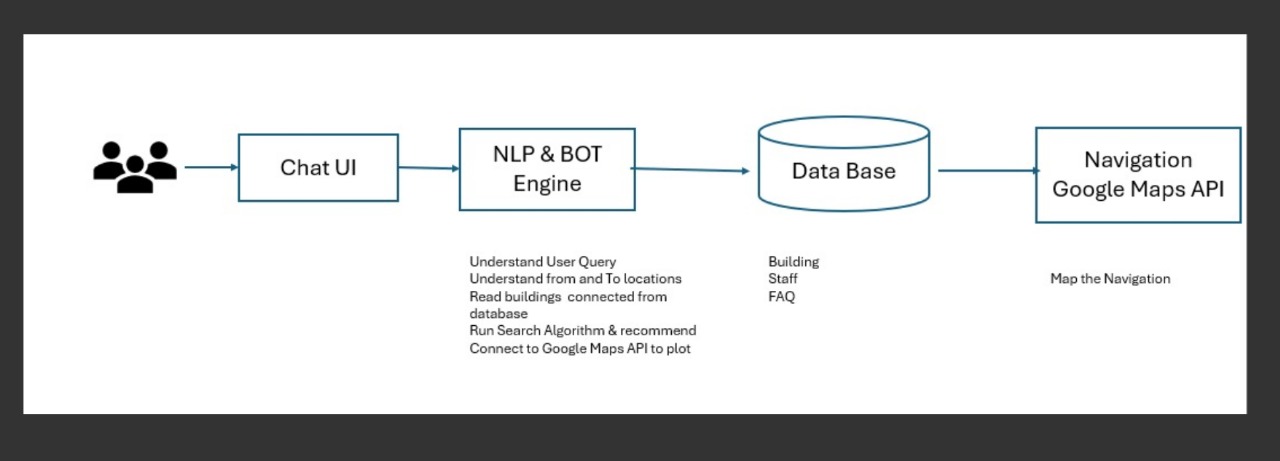 Chat UI
NLP & BOT
Engine
Data Base
Navigation
Google Maps API
Understand User Query
Understand from and To locations
Read buildings connected from
database
Run Search Algorithm & recommend
Connect to Google Maps API to plot
Building
Staff
FAQ
Map the Navigation